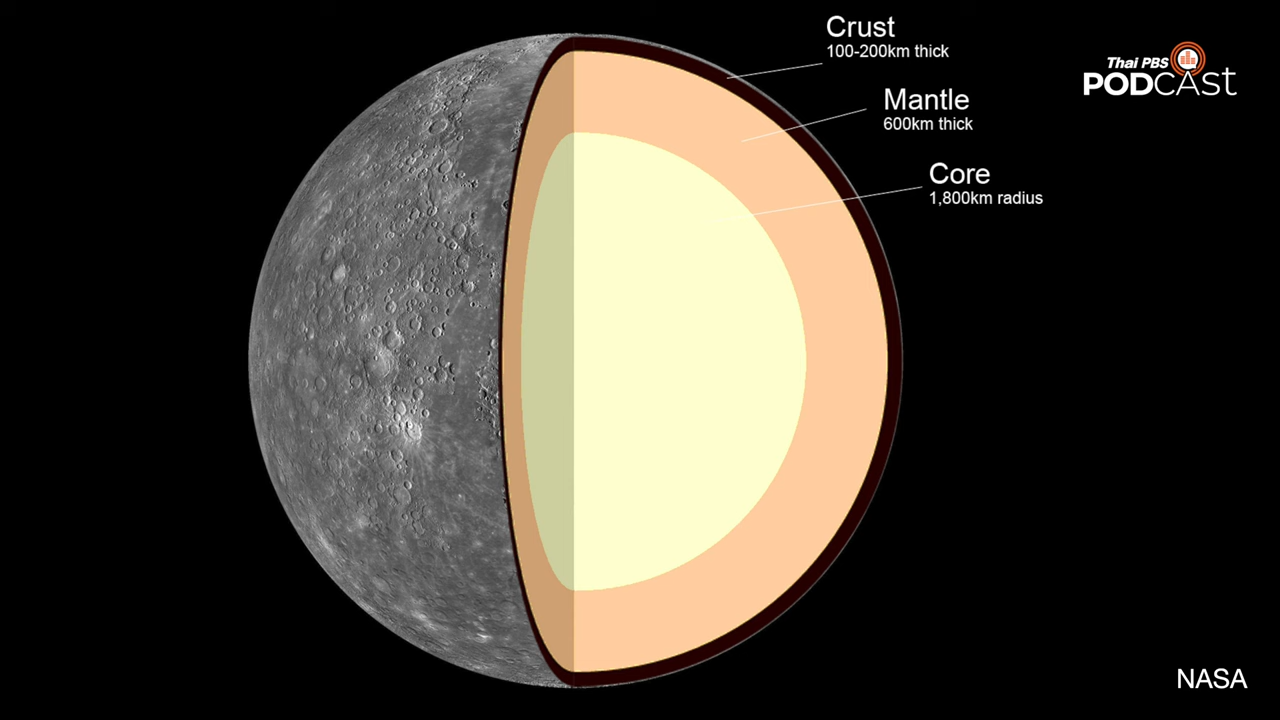 Crust
100-200km thick
Thai PBS
PODCASt
Mantle
600km thick
Core
1,800km radius
NASA